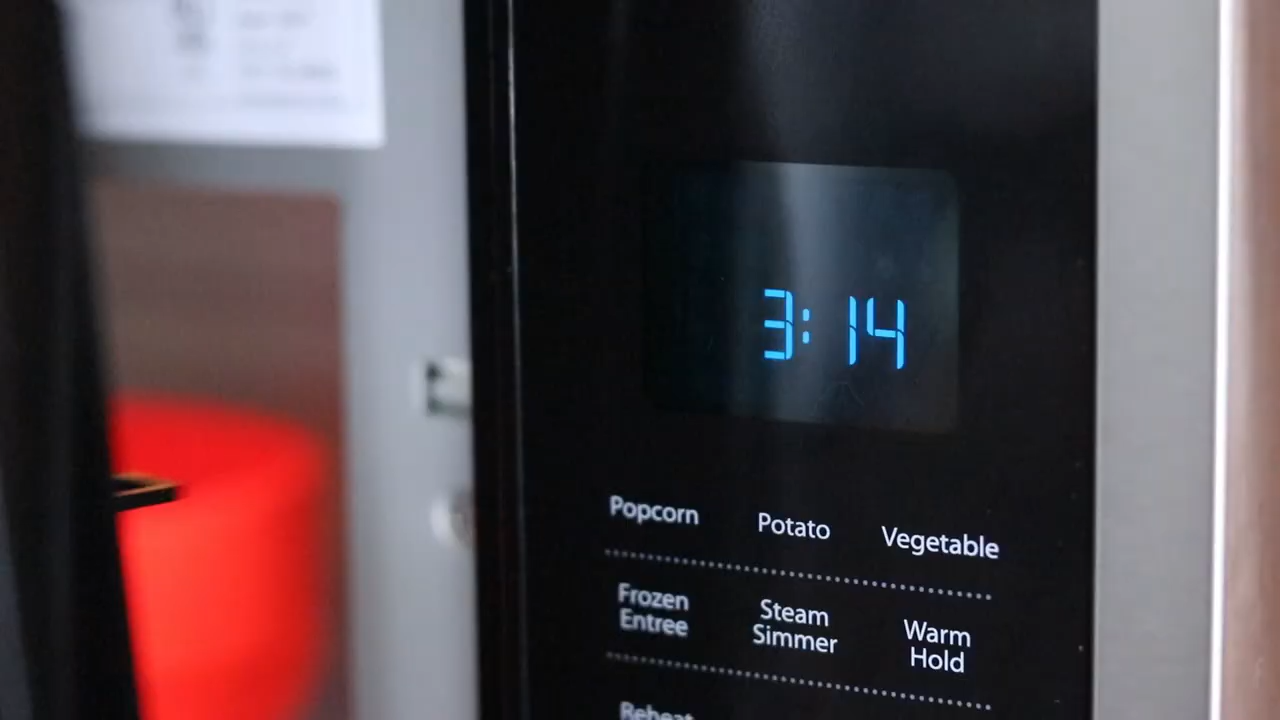 3:14
Popcorn Potato Vegetable
Frozen Entree
Steam Simmer
Warm Hold
Reheat